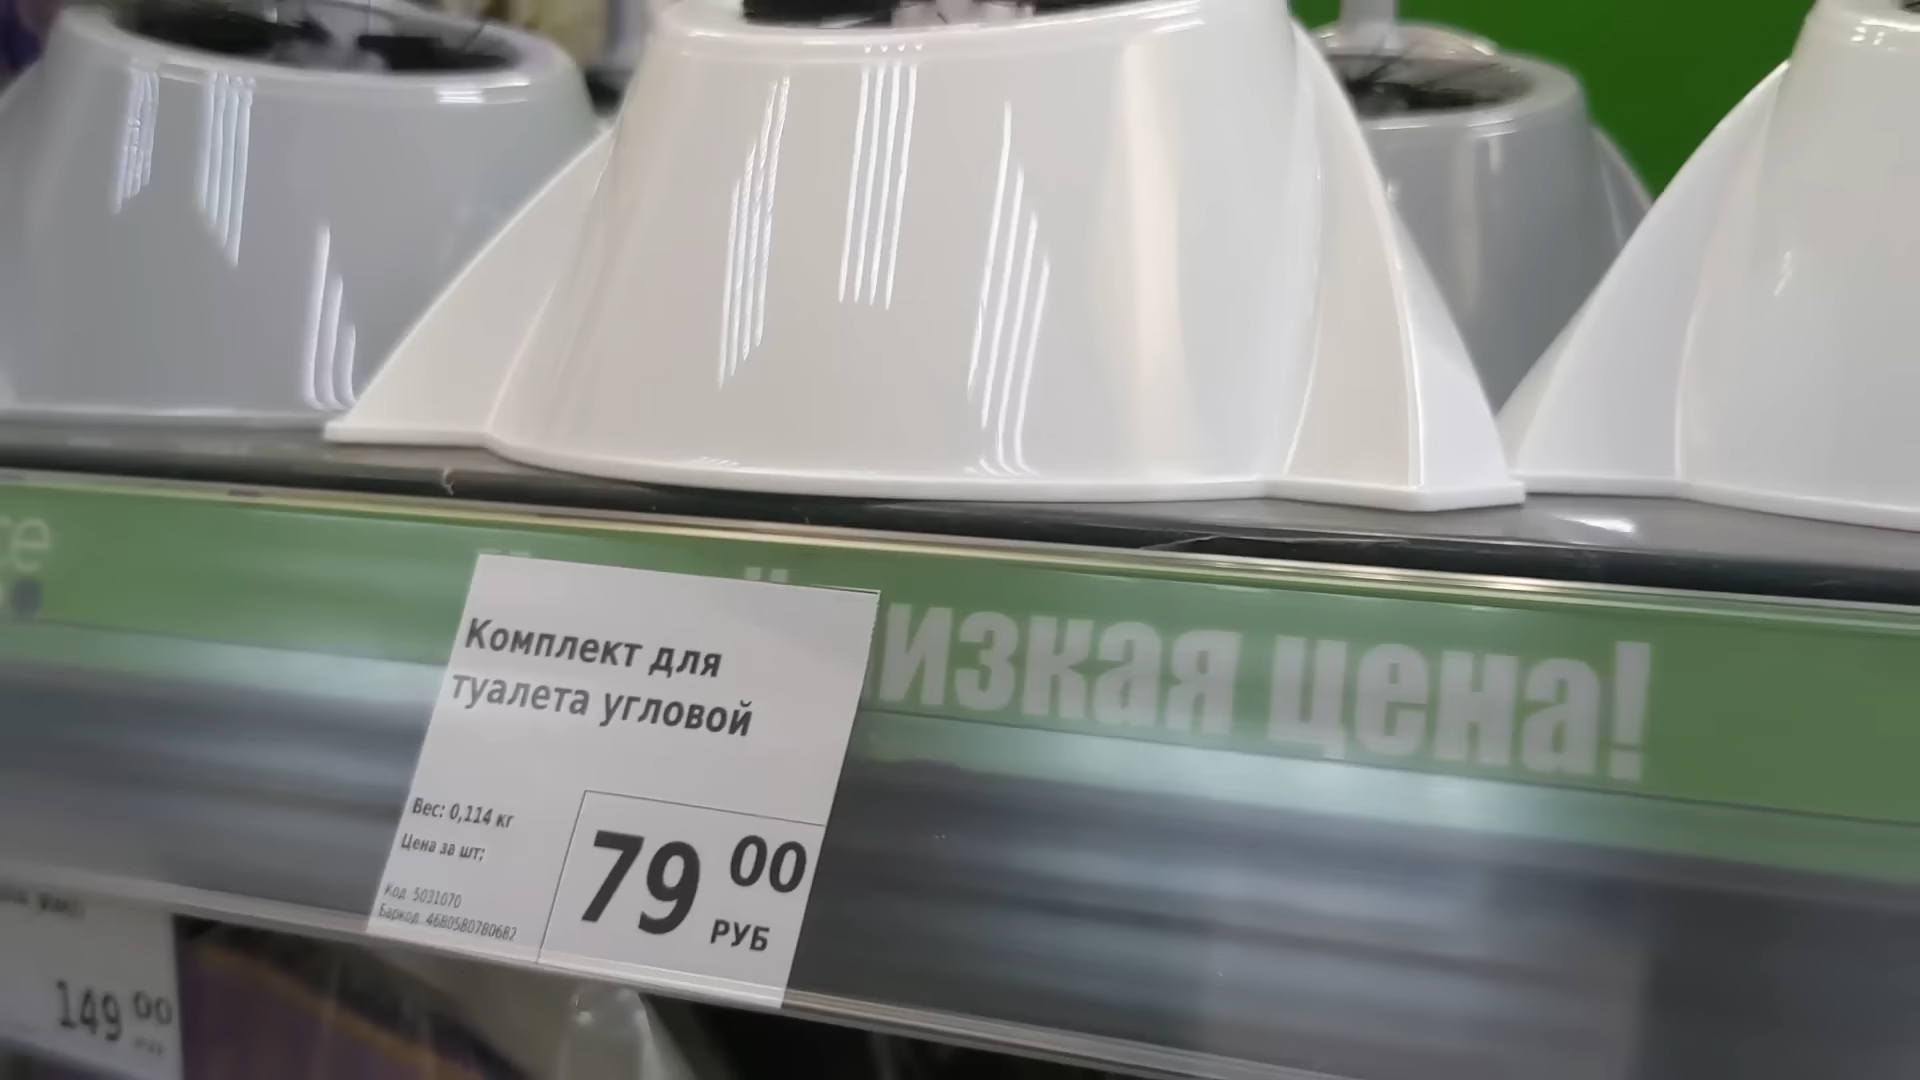 низкая цена!
Комплект для
туалета угловой
Вес: 0,114 кг
Цена за шт:
Код: 5031070
Баркод: 4680580780682
79 00
РУБ
149 00